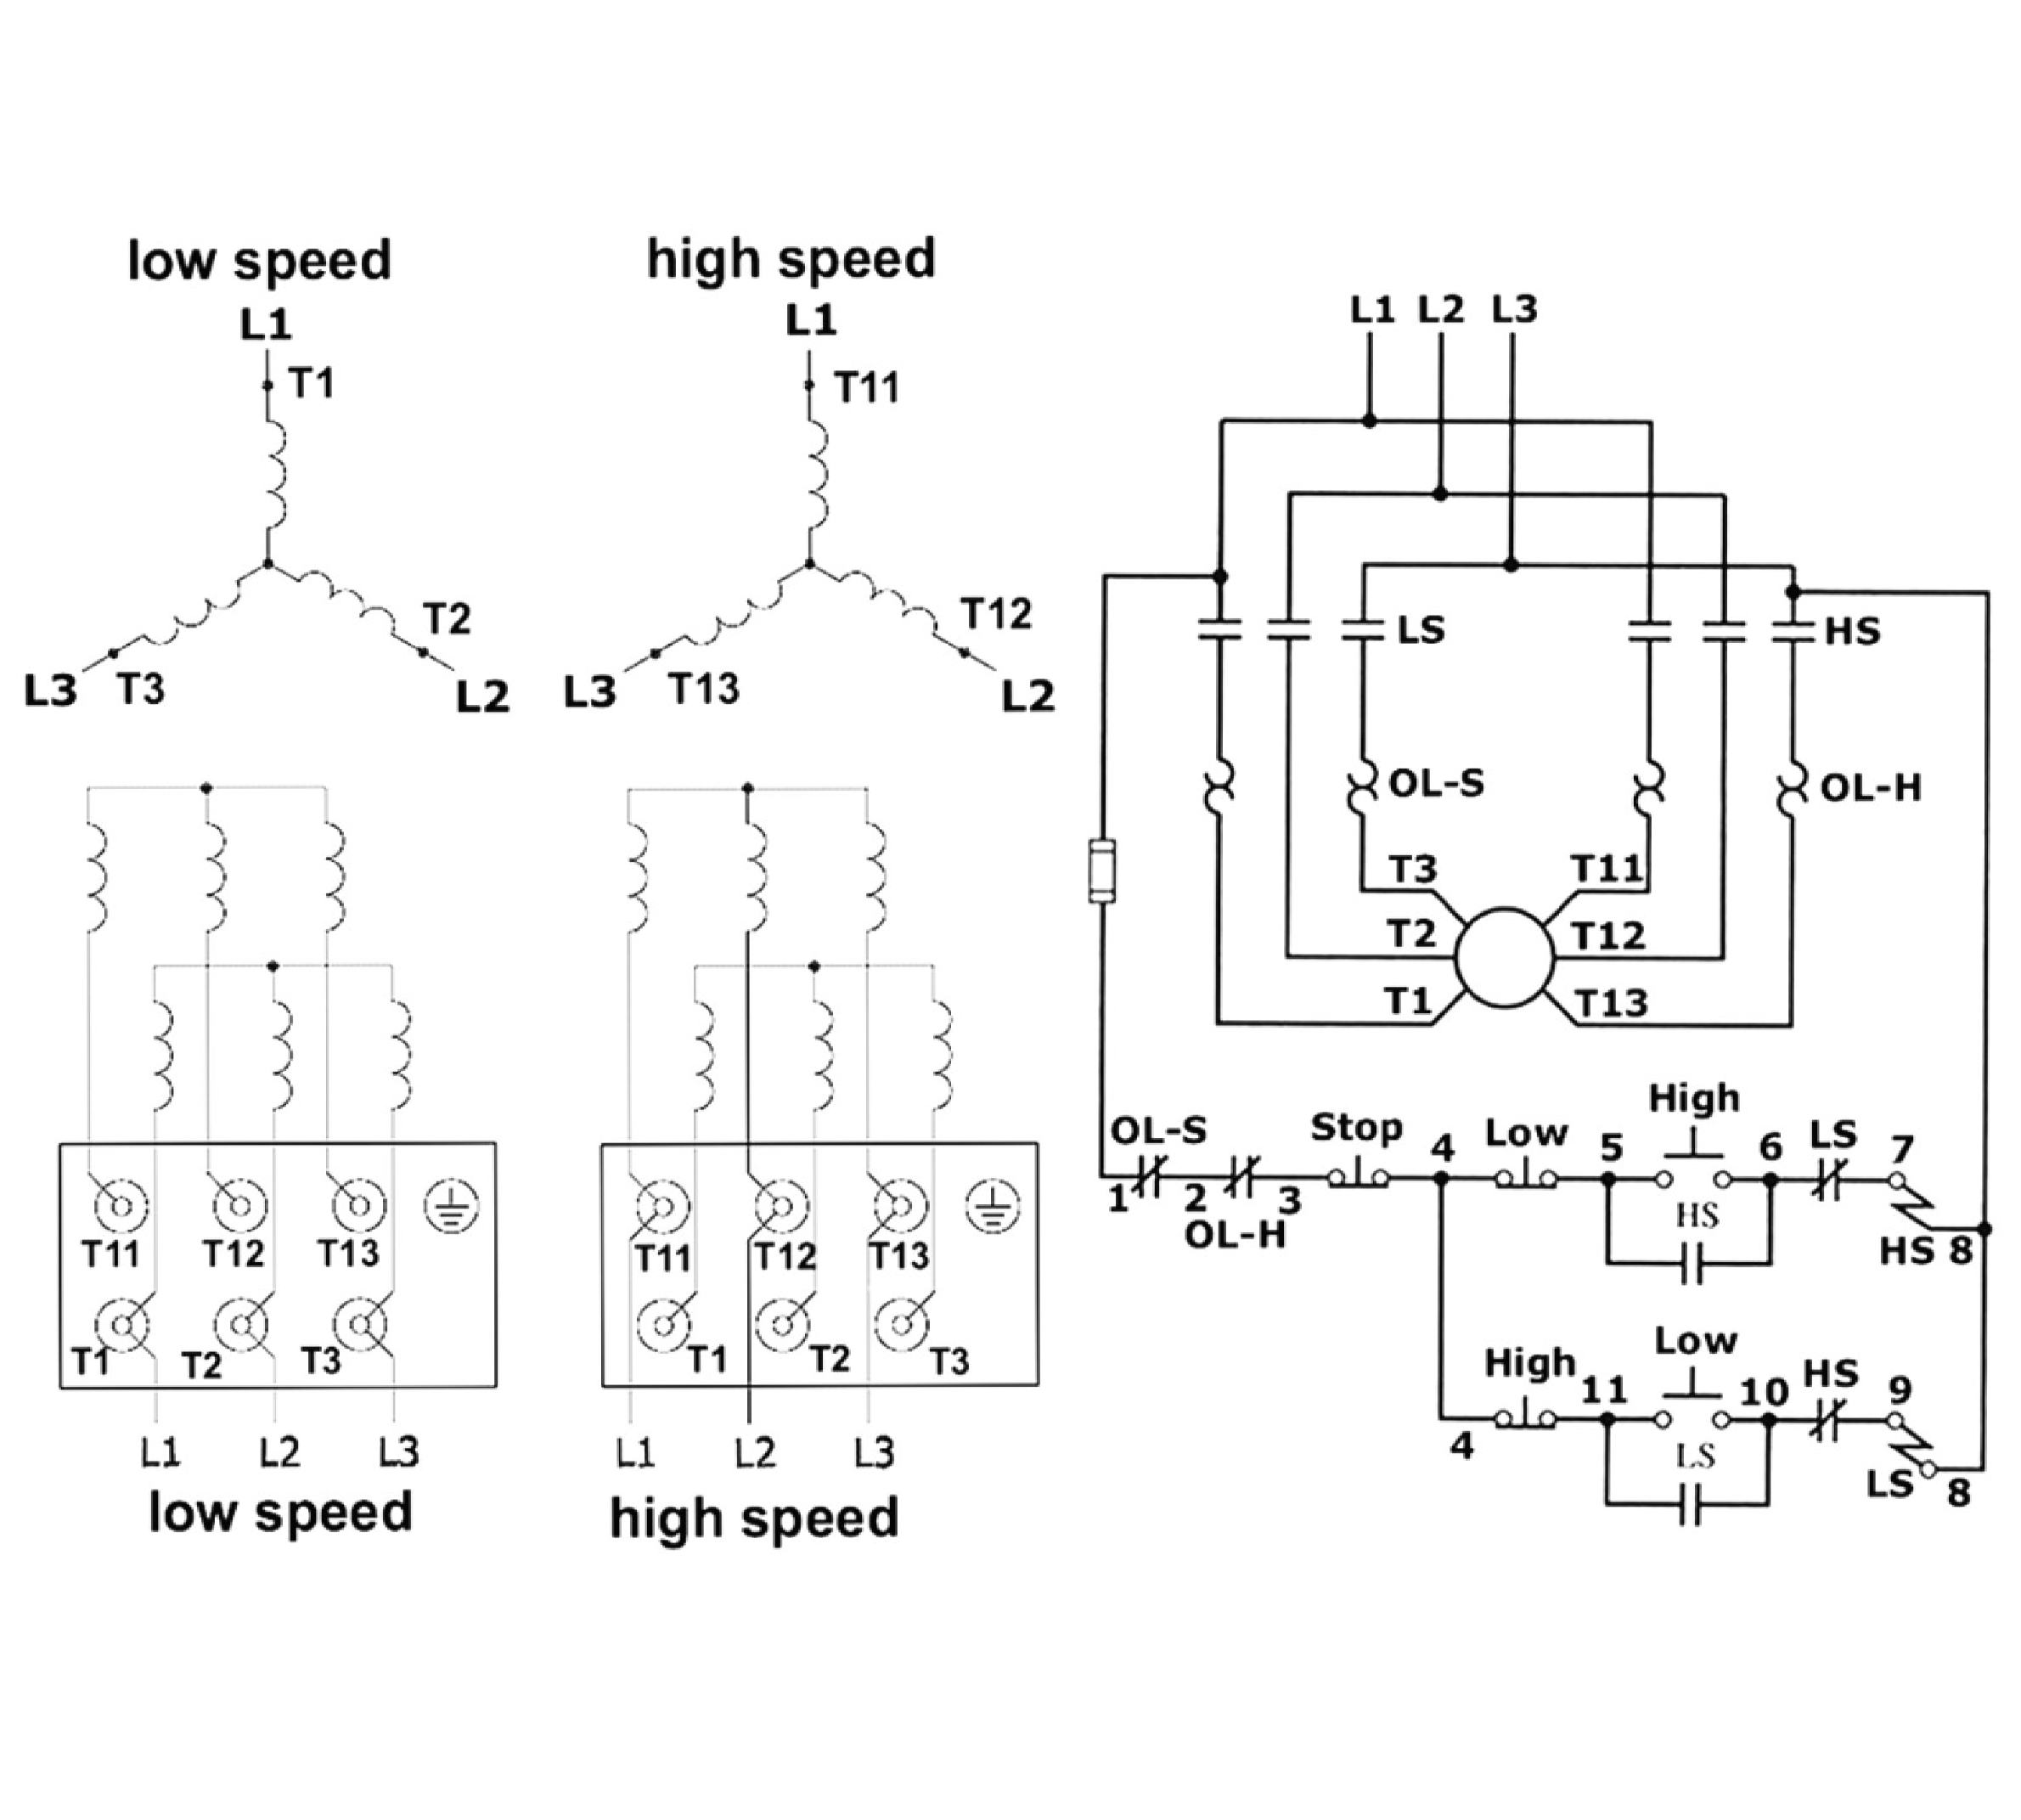 low speed
L1
T1
T2
L3 T3
L2
high speed
L1
T11
T12
L3 T13
L2
T11 T12 T13
T1 T2 T3
L1 L2 L3
low speed
T11 T12 T13
T1 T2 T3
L1 L2 L3
high speed
L1 L2 L3
LS HS
OL-S OL-H
T3 T11
T2 T12
T1 T13
High
OL-S Stop 4 Low 5 6 LS 7
1 2 3 HS
OL-H HS 8
Low
High 11 10 HS 9
4 LS LS 8